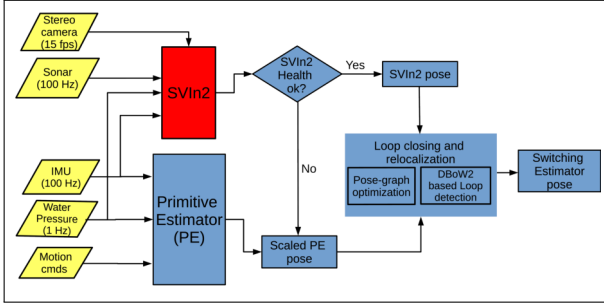 Stereo
camera
(15 fps)
Sonar
(100 Hz)
IMU
(100 Hz)
Water
Pressure
(1 Hz)
Motion
cmds
SVIn2
Primitive
Estimator
(PE)
SVIn2
Health
ok?
Yes
No
SVIn2 pose
Scaled PE
pose
Loop closing and
relocalization
Pose-graph
optimization
DBoW2
based Loop
detection
Switching
Estimator
pose